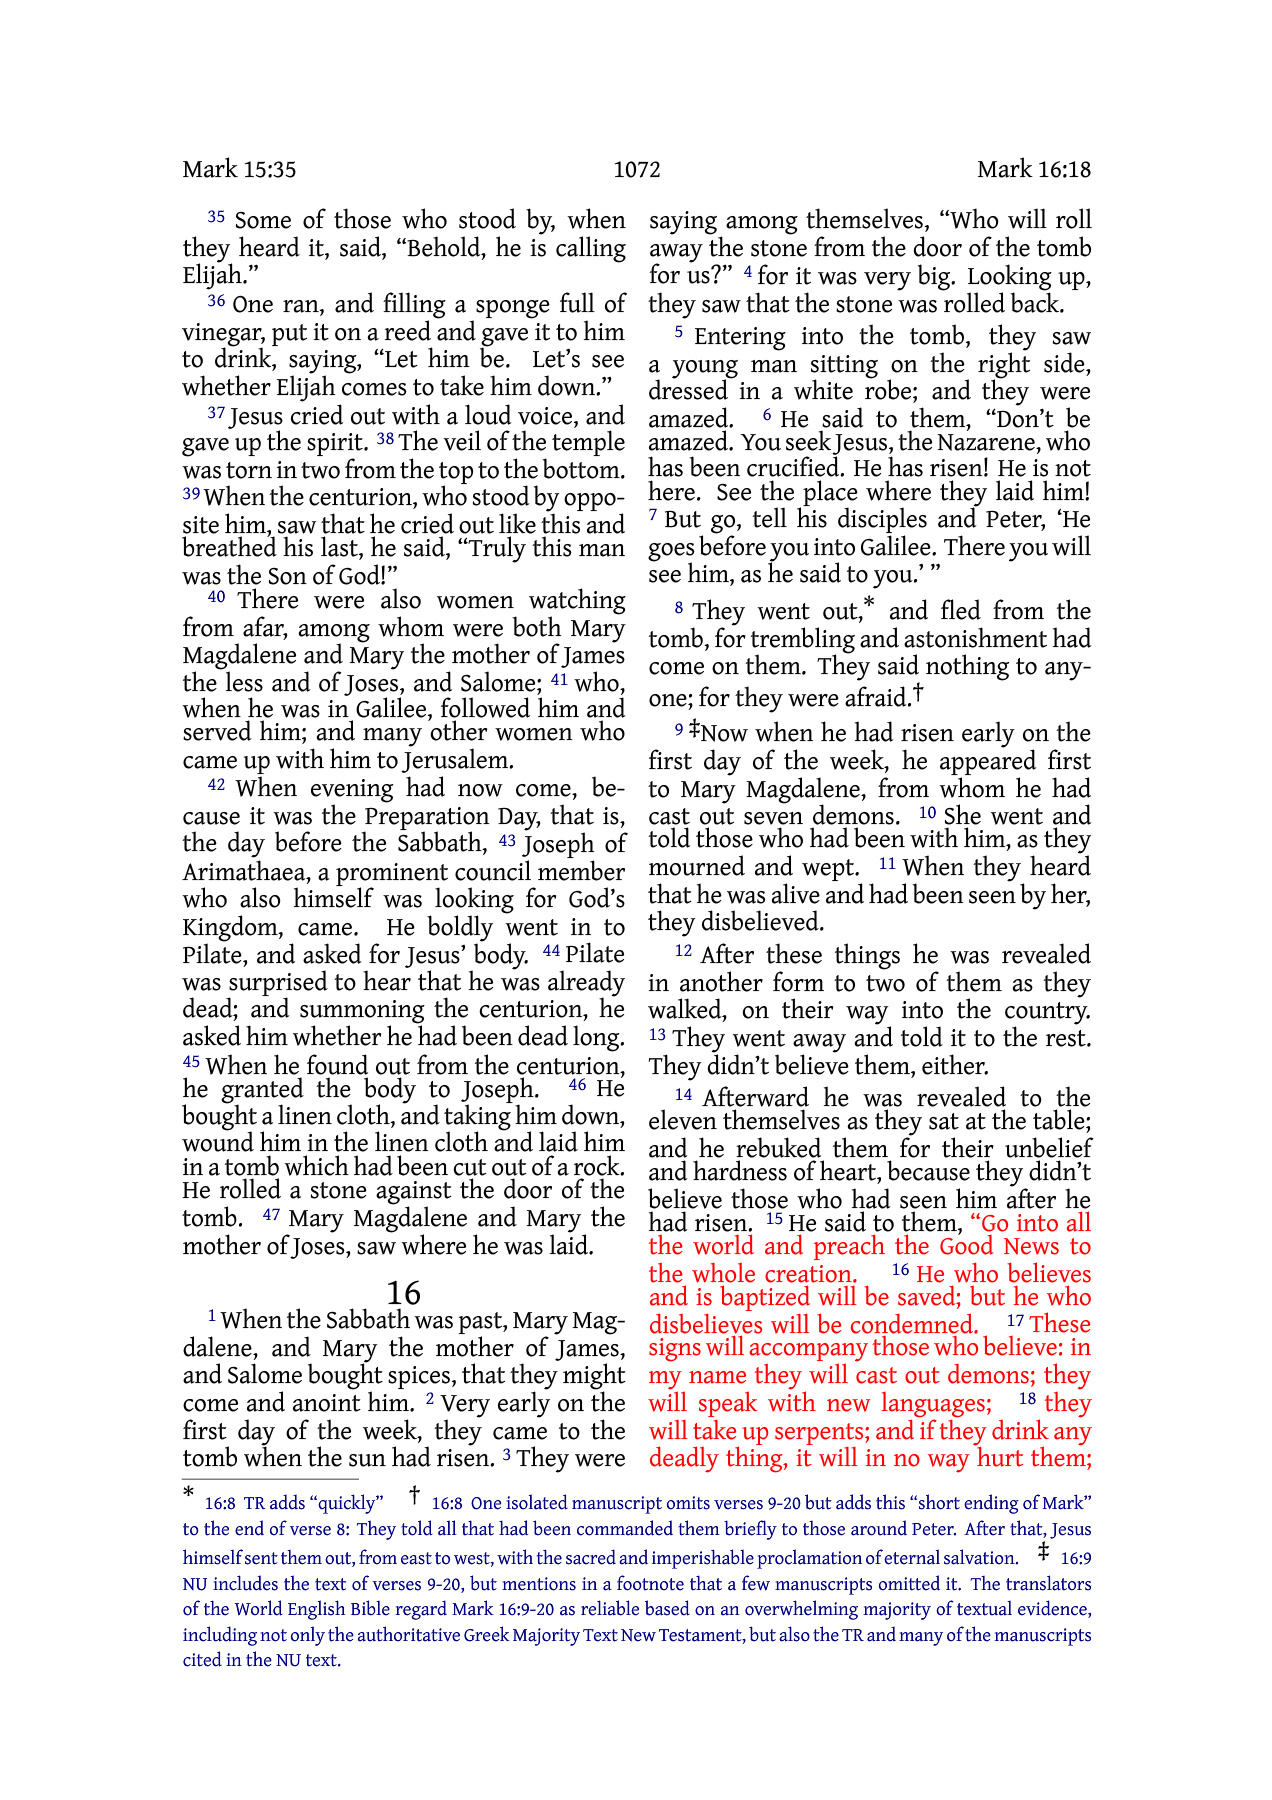 Mark 15:35 1072 Mark 16:18
35 Some of those who stood by, when
they heard it, said, “Behold, he is calling
Elijah.”
36 One ran, and filling a sponge full of
vinegar, put it on a reed and gave it to him
to drink, saying, “Let him be. Let’s see
whether Elijah comes to take him down.”
37 Jesus cried out with a loud voice, and
gave up the spirit. 38 The veil of the temple
was torn in two from the top to the bottom.
39 When the centurion, who stood by oppo-
site him, saw that he cried out like this and
breathed his last, he said, “Truly this man
was the Son of God!”
40 There were also women watching
from afar, among whom were both Mary
Magdalene and Mary the mother of James
the less and of Joses, and Salome; 41 who,
when he was in Galilee, followed him and
served him; and many other women who
came up with him to Jerusalem.
42 When evening had now come, be-
cause it was the Preparation Day, that is,
the day before the Sabbath, 43 Joseph of
Arimathaea, a prominent council member
who also himself was looking for God’s
Kingdom, came. He boldly went in to
Pilate, and asked for Jesus’ body. 44 Pilate
was surprised to hear that he was already
dead; and summoning the centurion, he
asked him whether he had been dead long.
45 When he found out from the centurion,
he granted the body to Joseph. 46 He
bought a linen cloth, and taking him down,
wound him in the linen cloth and laid him
in a tomb which had been cut out of a rock.
He rolled a stone against the door of the
tomb. 47 Mary Magdalene and Mary the
mother of Joses, saw where he was laid.
16
1 When the Sabbath was past, Mary Mag-
dalene, and Mary the mother of James,
and Salome bought spices, that they might
come and anoint him. 2 Very early on the
first day of the week, they came to the
tomb when the sun had risen. 3 They were
saying among themselves, “Who will roll
away the stone from the door of the tomb
for us?” 4 for it was very big. Looking up,
they saw that the stone was rolled back.
5 Entering into the tomb, they saw
a young man sitting on the right side,
dressed in a white robe; and they were
amazed. 6 He said to them, “Don’t be
amazed. You seek Jesus, the Nazarene, who
has been crucified. He has risen! He is not
here. See the place where they laid him!
7 But go, tell his disciples and Peter, ‘He
goes before you into Galilee. There you will
see him, as he said to you.’ ”
8 They went out,* and fled from the
tomb, for trembling and astonishment had
come on them. They said nothing to any-
one; for they were afraid.†
9 ‡Now when he had risen early on the
first day of the week, he appeared first
to Mary Magdalene, from whom he had
cast out seven demons. 10 She went and
told those who had been with him, as they
mourned and wept. 11 When they heard
that he was alive and had been seen by her,
they disbelieved.
12 After these things he was revealed
in another form to two of them as they
walked, on their way into the country.
13 They went away and told it to the rest.
They didn’t believe them, either.
14 Afterward he was revealed to the
eleven themselves as they sat at the table;
and he rebuked them for their unbelief
and hardness of heart, because they didn’t
believe those who had seen him after he
had risen. 15 He said to them, “Go into all
the world and preach the Good News to
the whole creation. 16 He who believes
and is baptized will be saved; but he who
disbelieves will be condemned. 17 These
signs will accompany those who believe: in
my name they will cast out demons; they
will speak with new languages; 18 they
will take up serpents; and if they drink any
deadly thing, it will in no way hurt them;
* 16:8 TR adds “quickly” † 16:8 One isolated manuscript omits verses 9-20 but adds this “short ending of Mark”
to the end of verse 8: They told all that had been commanded them briefly to those around Peter. After that, Jesus
himself sent them out, from east to west, with the sacred and imperishable proclamation of eternal salvation. ‡ 16:9
NU includes the text of verses 9-20, but mentions in a footnote that a few manuscripts omitted it. The translators
of the World English Bible regard Mark 16:9-20 as reliable based on an overwhelming majority of textual evidence,
including not only the authoritative Greek Majority Text New Testament, but also the TR and many of the manuscripts
cited in the NU text.